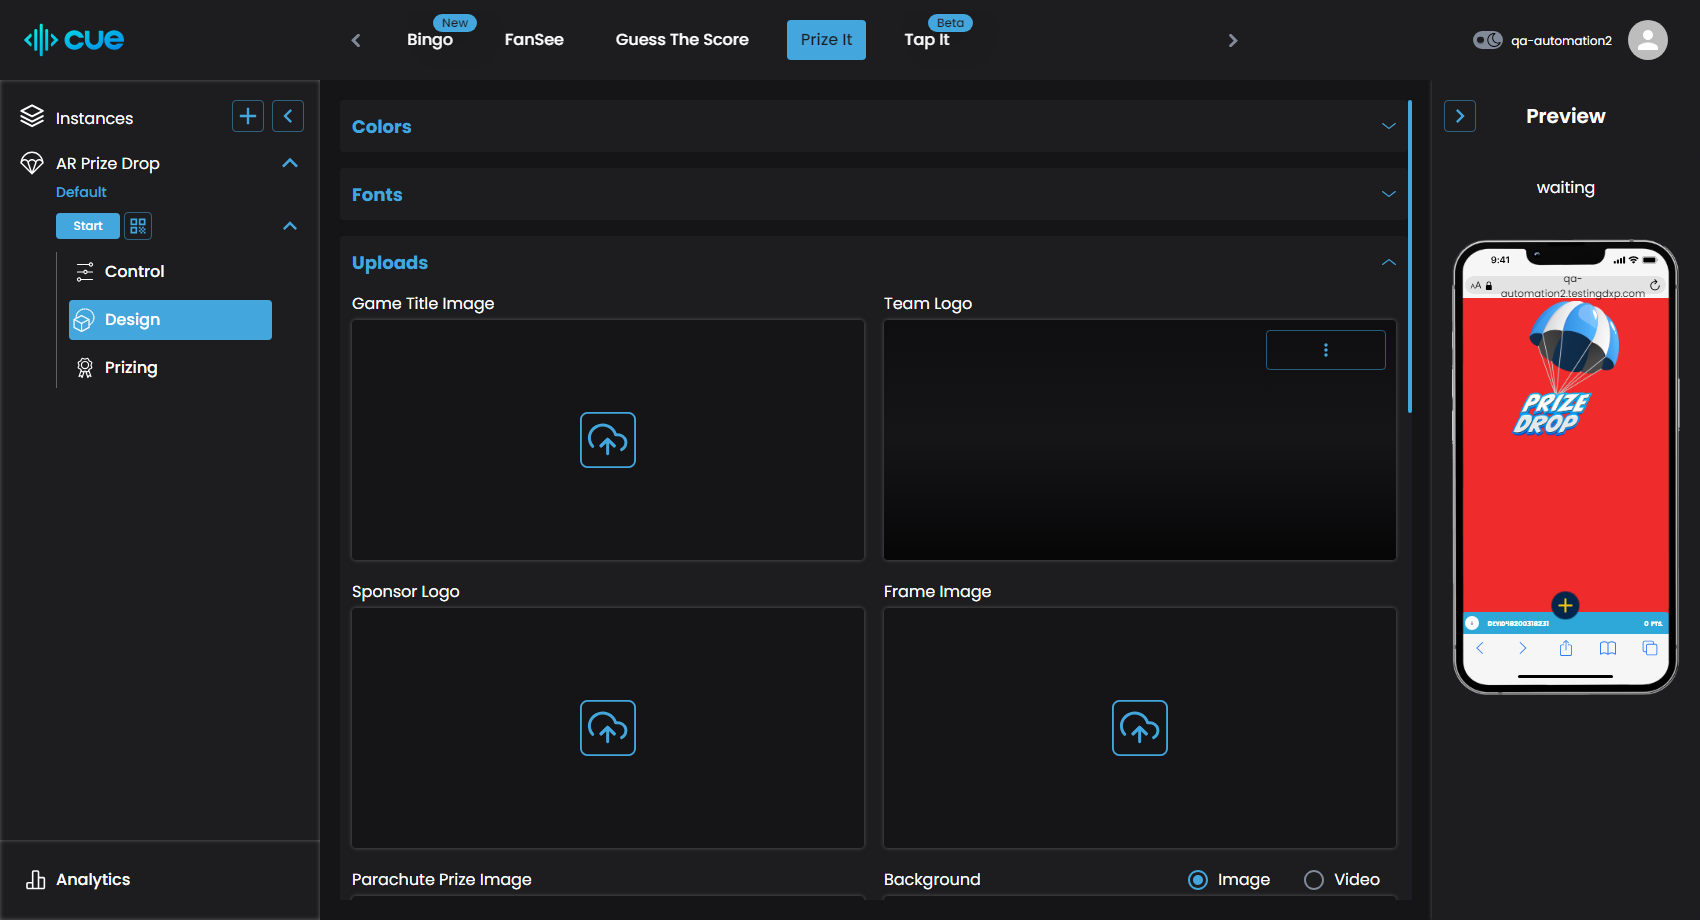 cue
New
Bingo
FanSee
Guess The Score
Prize It
Beta
Tap It
qa-automation2
Instances
AR Prize Drop
Default
Start
Control
Design
Prizing
Analytics
Colors
Fonts
Uploads
Game Title Image
Team Logo
Sponsor Logo
Frame Image
Parachute Prize Image
Background
Image
Video
Preview
waiting
9:41
AA
qa-
automation2.testingdxp.com
PRIZE
DROP
0 PTS.